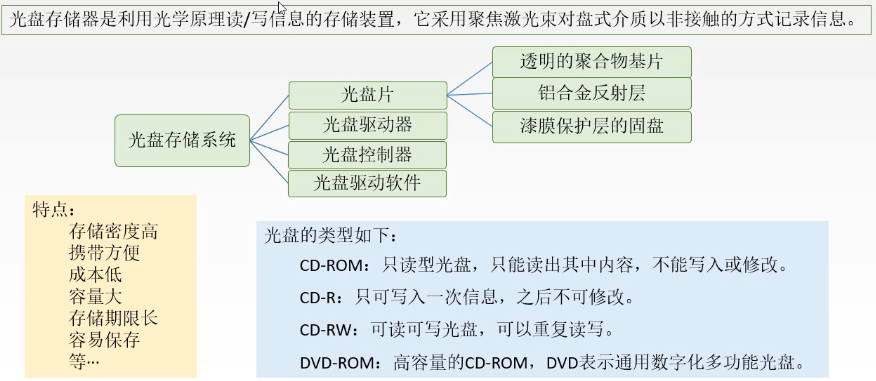 光盘存储器是利用光学原理读/写信息的存储装置，它采用聚焦激光束对盘式介质以非接触的方式记录信息。
光盘存储系统
光盘片
光盘驱动器
光盘控制器
光盘驱动软件
透明的聚合物基片
铝合金反射层
漆膜保护层的固盘
特点：
存储密度高
携带方便
成本低
容量大
存储期限长
容易保存
等…
光盘的类型如下：
CD-ROM：只读型光盘，只能读出其中内容，不能写入或修改。
CD-R：只可写入一次信息，之后不可修改。
CD-RW：可读可写光盘，可以重复读写。
DVD-ROM：高容量的CD-ROM，DVD表示通用数字化多功能光盘。